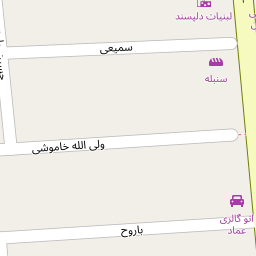 لبنیات دلپسند
سمیعی
سنبله
ولی الله خاموشی
اتو گالری
عماد
باروح